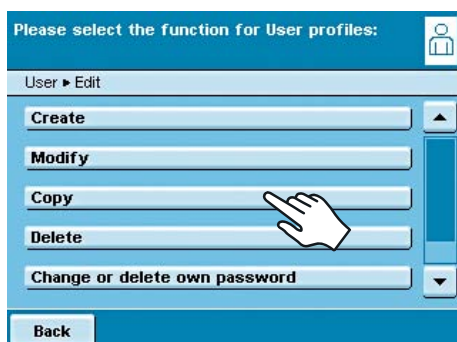 Please select the function for User profiles:
User ▸ Edit
Create
Modify
Copy
Delete
Change or delete own password
Back